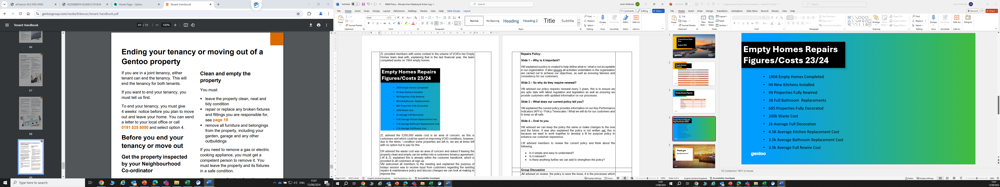 eFinance V9.0 P00 HFB4
00206BB9F416240812181834
Home Page - Optics
Tenant Handbook
gentoogroup.com/media/khkevssc/tenant-handbook.pdf
Tenant Handbook
69 / 72
100%
66
67
68
69
Ending your tenancy or moving out of a
Gentoo property
If you are in a joint tenancy, either
tenant can end the tenancy. This will
end the tenancy for both tenants.
If you want to end your tenancy, you
must tell us first.
To end your tenancy, you must give
4 weeks' notice before you plan to move
out and leave your home. You can send
a letter to your local office or call
0191 525 5000 and select option 4.
Before you end your
tenancy or move out
Get the property inspected
by your Neighbourhood
Co-ordinator
Clean and empty the
property
You must:
▪ leave the property clean, neat and
tidy condition
▪ repair or replace any broken fixtures
and fittings you are responsible for,
see page 18
▪ remove all furniture and belongings
from the property, including your
garden, garage and any other
outbuildings
If you need to remove a gas or electric
cooking appliance, you must get a
competent person to remove it. You
must leave the property and its fixtures
in a safe condition.
Type here to search
ENG
15:07
13/08/2024
20
AutoSave Off
R&M Policy - Minutes from Meeting & Action Log
Search
Lewis Walmsley LW
File Home Insert Draw Design Layout References Mailings Review View Help Table Design Layout
Comments Editing Share
Paste
Cut
Copy
Format Painter
Arial 12
Normal No Spacing Heading Heading 2 Title Subtitle
Find
Replace
Select
Dictate Sensitivity Editor Add-ins
Clipboard Font Paragraph Styles Editing Voice Sensitivity Editor Add-ins
ZL provided members with some context to the volume of VOIDs her Empty
Homes team deal with, explaining that in the last financial year, the team
completed works on 1904 empty homes.
Empty Homes Repairs
Figures/Costs 23/24
• 1904 Empty Homes Completed
• 99 New Kitchens Installed
• 99 Properties Fully Rewired
• 38 Full Bathroom Replacements
• 685 Properties Fully Decorated
• 200k Waste Cost
• 2k Average Full Decoration
• 4.5K Average Kitchen Replacement Cost
• 3.5k Average Bathroom Replacement Cost
• 3.5k Average Full Rewire Cost
ZL advised the £200,000 waste cost is an area of concern, as this is
customers rent which could be spent on improving VOID conditions, however,
due to the items / condition some properties are left in, we are at times left
with no option but to pay for this.
DR advised the waste cost was an area of concern and asked if leaving the
property clean and empty can be written into a customers tenancy agreement.
LW & ZL explained this is already within the customer handbook, which is
provided to all customers at sign up.
VM welcomed all members to the meeting and explained the purpose of
todays session was to receive input from customers regarding the existing
repairs & maintenance policy and discuss changes we can look at making to
improve this.
Repairs Policy:
Slide 1 – Why is it important?
VM explained a policy is created to help define what is / what is not acceptable
in our organisation. It also ensure all activities undertaken in the organisation
are carried out to achieve our objectives, as well as ensuring fairness and
consistency for our customers.
Slide 2 – So why do they require renewal?
VM advised our policy requires renewal every 3 years, this is to ensure we
are upto date with latest regulation and legislation as well as ensuring we
provide customers with updated information on our processes.
Slide 3 – What does our current policy tell you?
VM explained the current policy provides information on our Key Performance
Indicators (KPI's) / Policy Timescales / What we will do for our customers and
to keep us all safe.
Slide 4 – Over to you.
VM advised we can keep the policy the same or make changes to the now
and the future. It was also explained the policy is not written yet, this is
because we want to work together to develop a fit for purpose policy to
enhance our customer experience.
LW advised members to review the current policy and think about the
following:
• Is it simple and easy to understand?
• Is it relevant?
• Is there anything further we can add to strengthen the policy?
Group Discussion
JM advised on review, the policy is neve the issue, it is the processes which
Page 3 of 9 2422 words English (United Kingdom) Text Predictions: On Accessibility: Investigate
Display Settings Focus 100%
15:07
13/08/2024
AutoSave Off
Empty Homes Deep Dive Presentation – Saved to P: Drive
Search
Lewis Walmsley LW
File Home Insert Draw Design Transitions Animations Slide Show Record Review View Help
Record Share
Paste
Cut
Copy
Format Painter
New Slide
Reuse Slides
Layout
Reset
Section
Text Direction
Align Text
Convert to SmartArt
Arrange
Quick Styles
Shape Fill
Shape Outline
Shape Effects
Find
Replace
Select
Dictate Sensitivity Add-ins Designer
Clipboard Slides Font Paragraph Drawing Editing Voice Sensitivity Add-ins
1
Empty Homes Deep
Dive
August 2024
gentoo
2
Empty Homes
Process
3
Empty Homes Figures
4
Empty Homes Repairs
Figures/Costs 23/24
5
Thank you
Any Questions?
Empty Homes Repairs
Figures/Costs 23/24
• 1904 Empty Homes Completed
• 99 New Kitchens Installed
• 99 Properties Fully Rewired
• 38 Full Bathroom Replacements
• 685 Properties Fully Decorated
• 200k Waste Cost
• 2k Average Full Decoration
• 4.5K Average Kitchen Replacement Cost
• 3.5k Average Bathroom Replacement Cost
• 3.5k Average Full Rewire Cost
gentoo
53 Contactor/ 1851 in house
Slide 4 of 5 English (United Kingdom) Accessibility: Investigate
Notes Display Settings 106%
15:07
13/08/2024